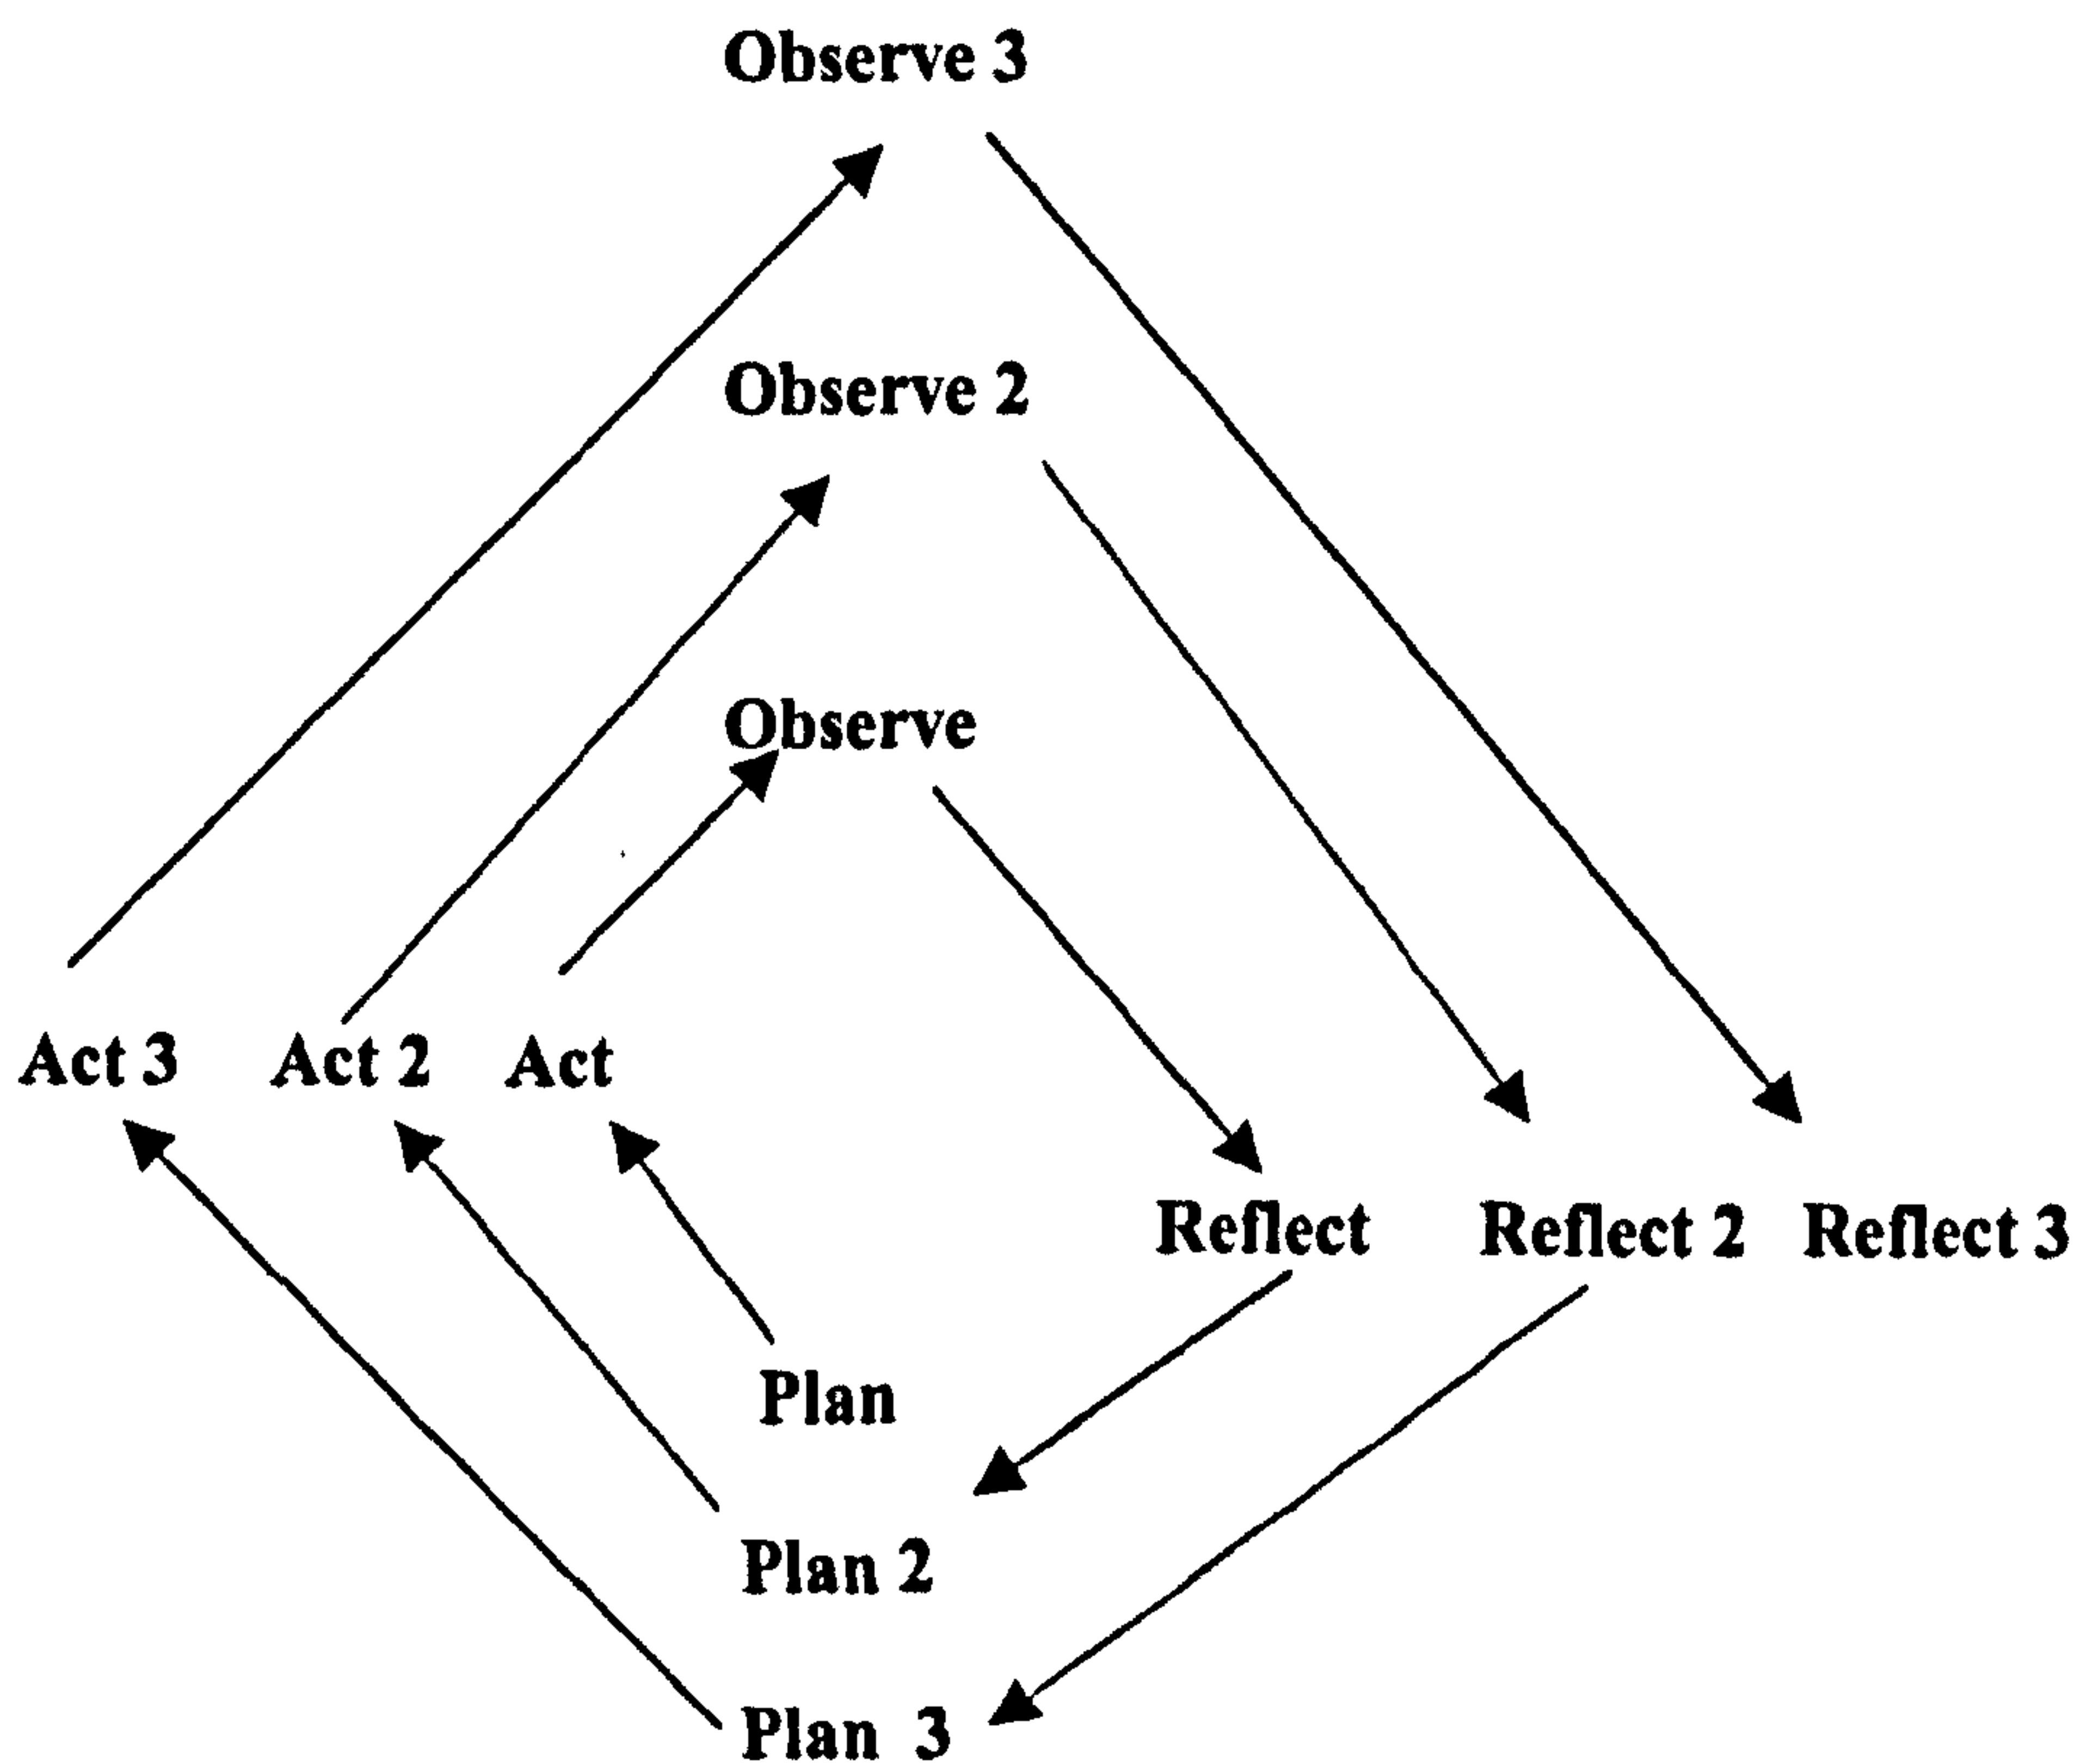 Observe 3
Observe 2
Observe
Act 3 Act 2 Act
Reflect Reflect 2 Reflect 3
Plan
Plan 2
Plan 3